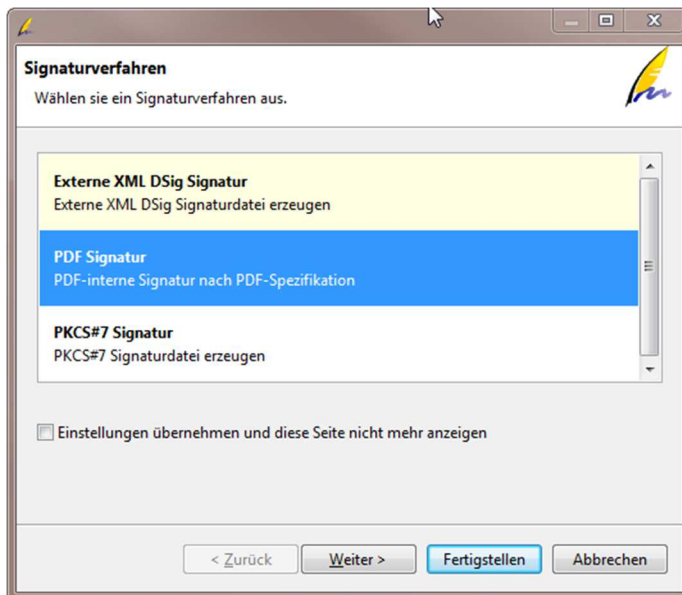 Signaturverfahren
Wählen sie ein Signaturverfahren aus.
Externe XML DSig Signatur
Externe XML DSig Signaturdatei erzeugen
PDF Signatur
PDF-interne Signatur nach PDF-Spezifikation
PKCS#7 Signatur
PKCS#7 Signaturdatei erzeugen
Einstellungen übernehmen und diese Seite nicht mehr anzeigen
< Zurück Weiter > Fertigstellen Abbrechen